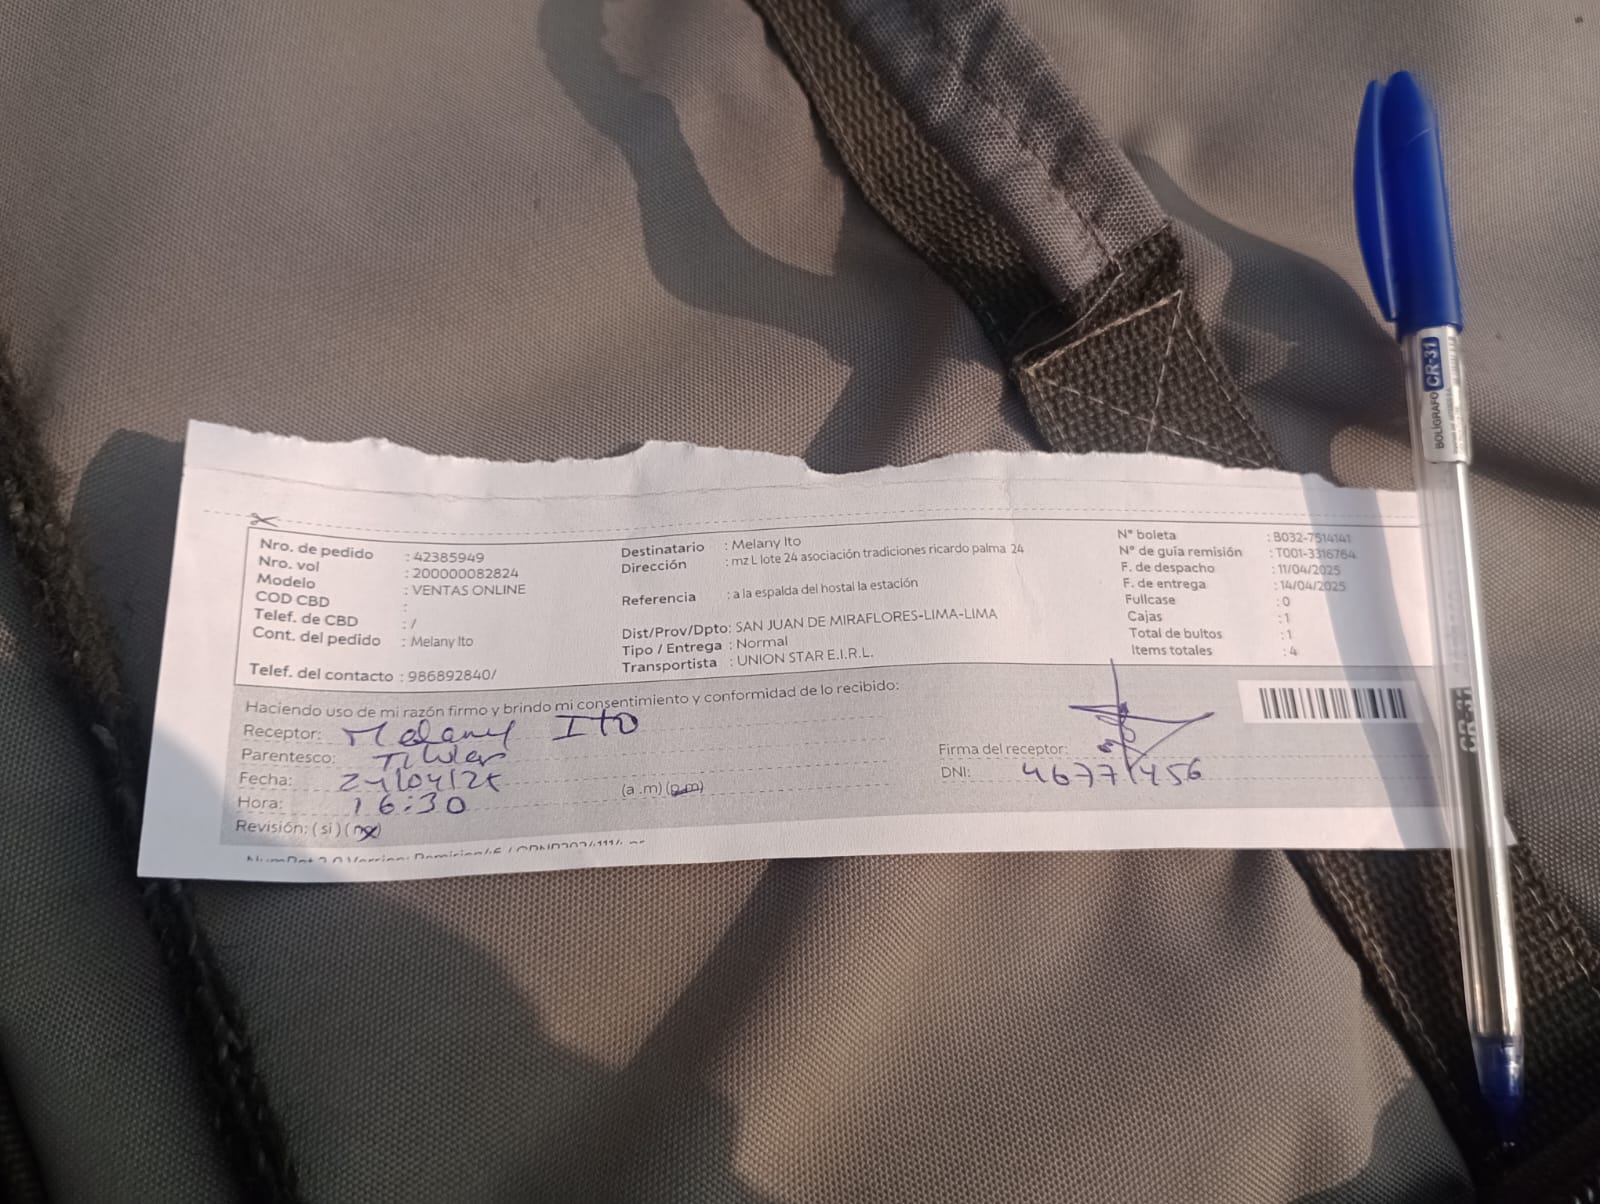 Nro. de pedido : 42385949
Nro. vol : 200000082824
Modelo : VENTAS ONLINE
COD CBD :
Telef. de CBD : /
Cont. del pedido : Melany Ito
Telef. del contacto : 986892840/
Destinatario : Melany Ito
Dirección : mz L lote 24 asociación tradiciones ricardo palma 24
Referencia : a la espalda del hostal la estación
Dist/Prov/Dpto: SAN JUAN DE MIRAFLORES-LIMA-LIMA
Tipo / Entrega : Normal
Transportista : UNION STAR E.I.R.L.
N° boleta : B032-7514141
N° de guía remisión : T001-3316764
F. de despacho : 11/04/2025
F. de entrega : 14/04/2025
Fullcase : 0
Cajas : 1
Total de bultos : 1
Items totales : 4
Haciendo uso de mi razón firmo y brindo mi consentimiento y conformidad de lo recibido:
Receptor: Melany Ito
Parentesco: Titular
Fecha: /04/25
Hora: 16:30 (a .m) (p.m)
Revisión: ( si ) ( no )
Firma del receptor:
DNI: 46771456
BOLÍGRAFO CR-31
CR-31